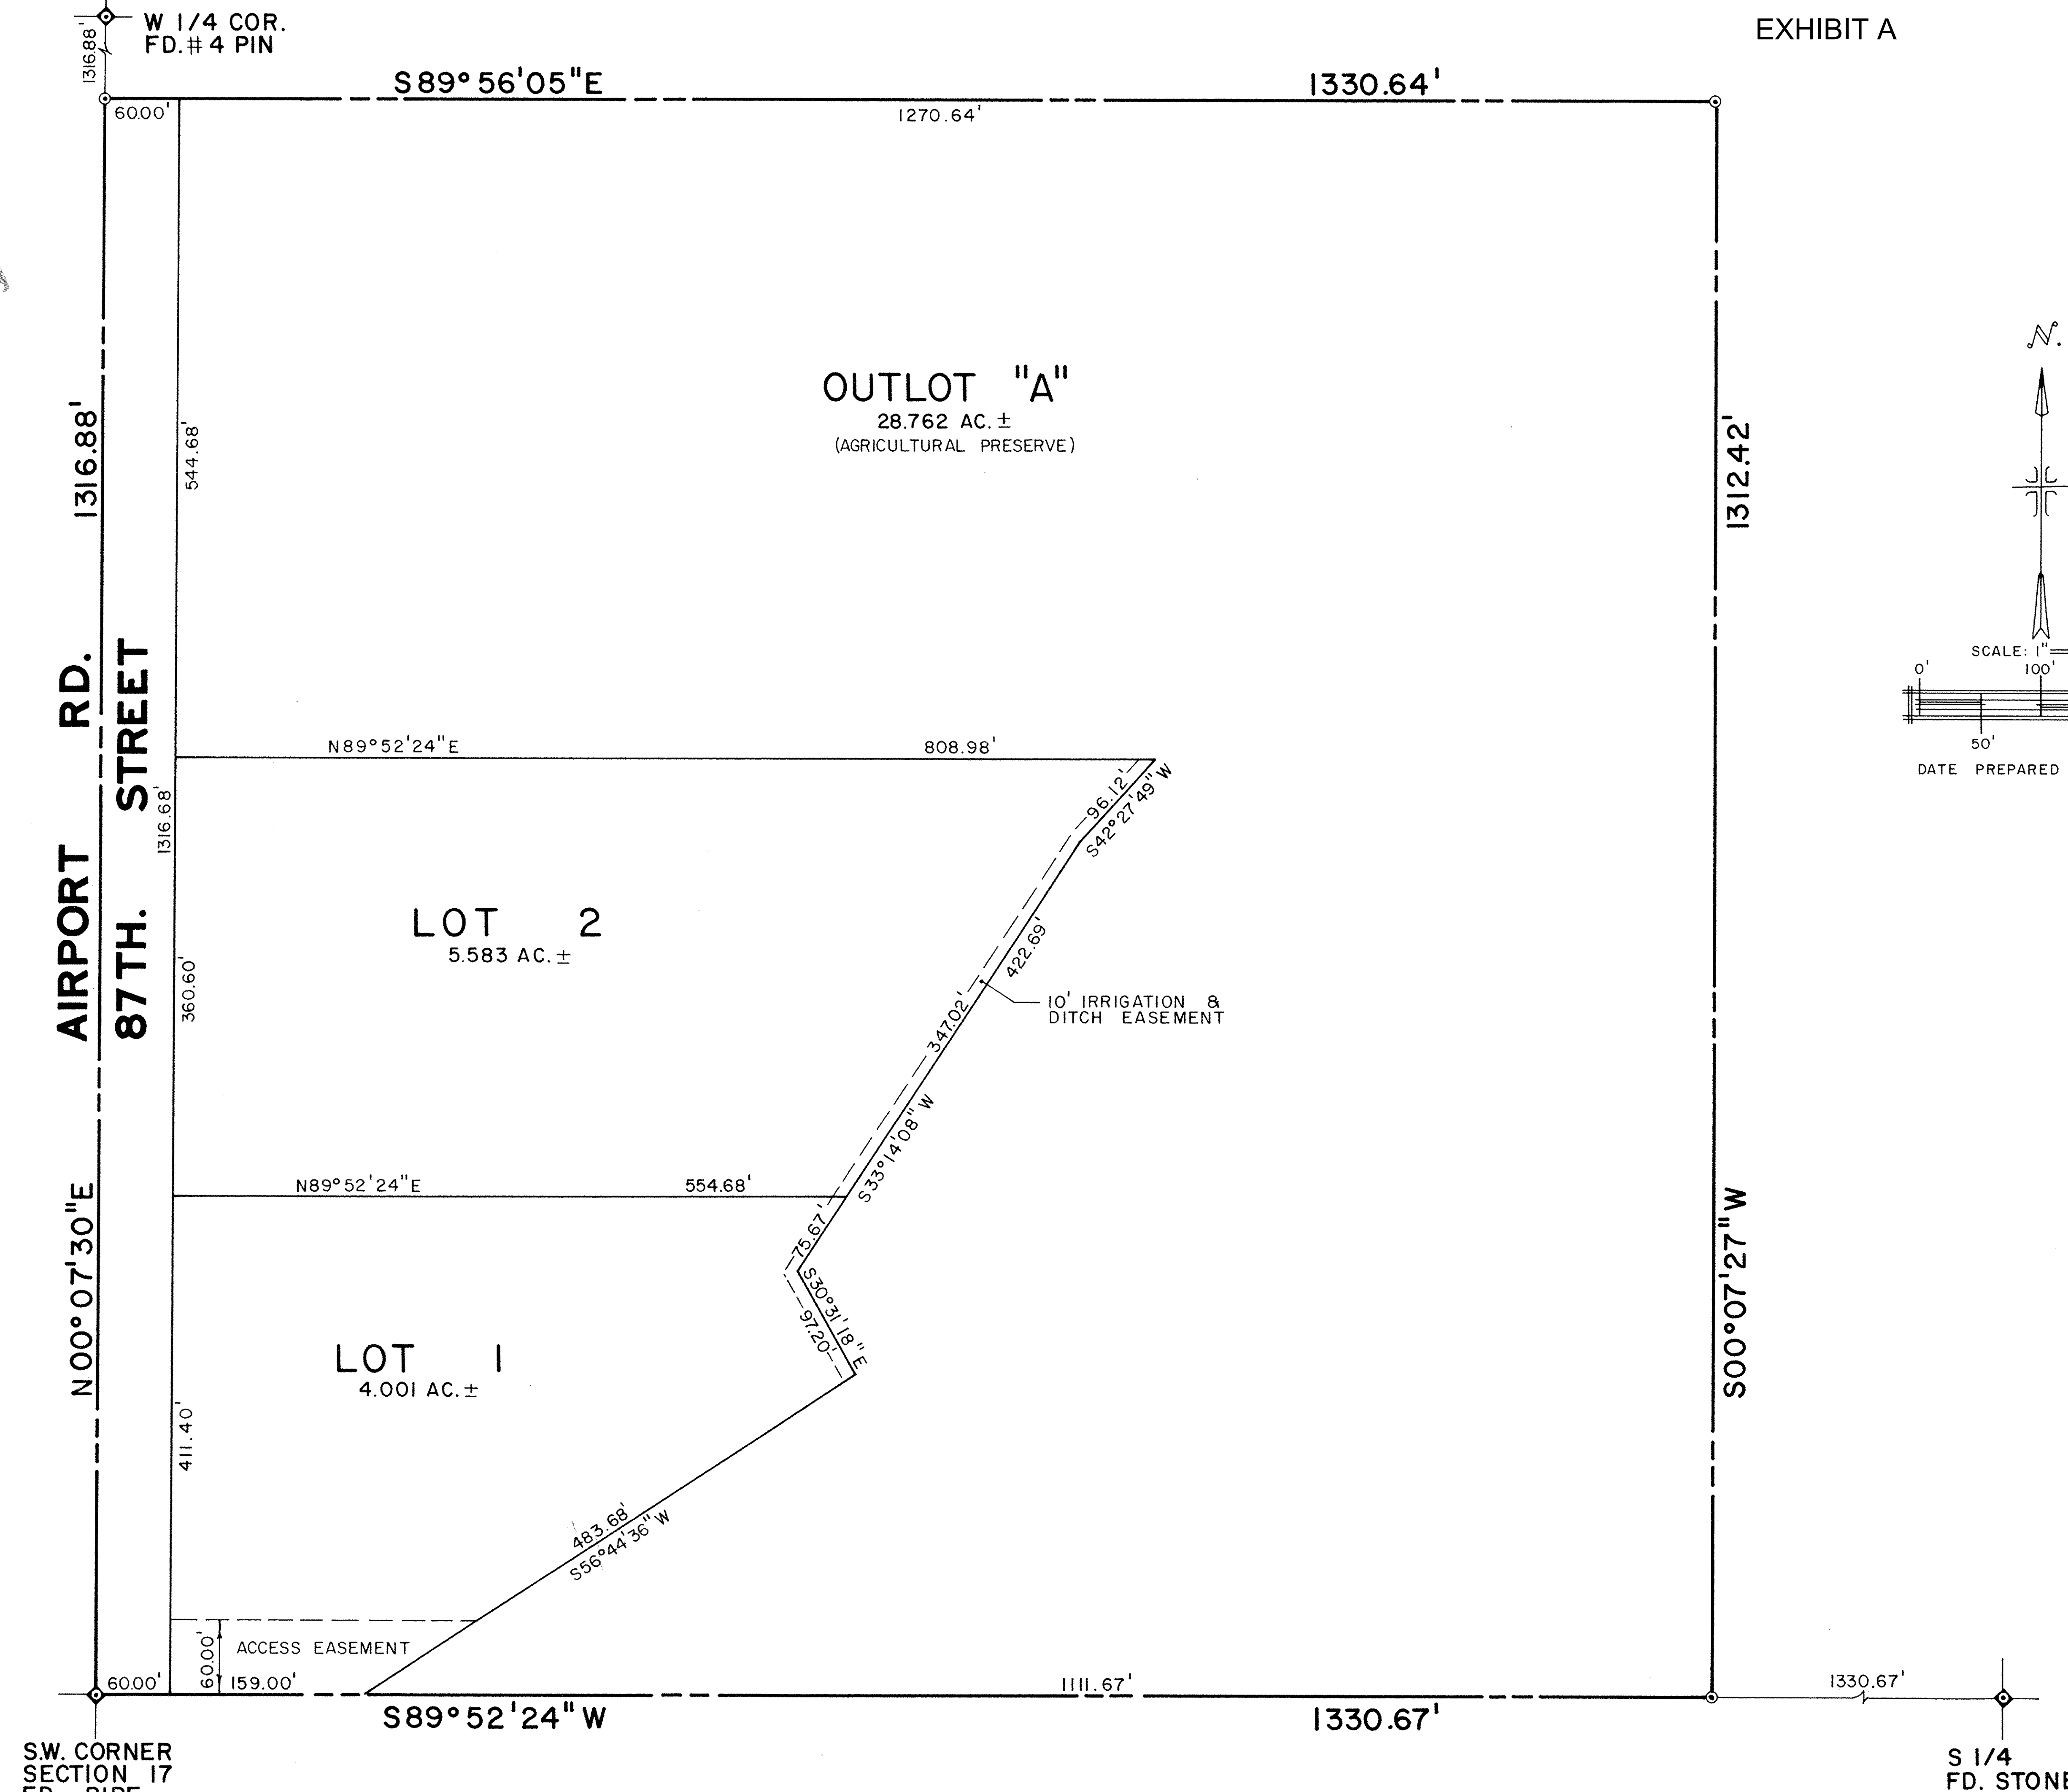 EXHIBIT A
W 1/4 COR.
FD.#4 PIN
1316.88'
S89°56'05"E
1330.64'
60.00'
1270.64'
OUTLOT "A"
28.762 AC.±
(AGRICULTURAL PRESERVE)
544.68'
1316.88'
1312.42'
N.
SCALE: 1"=
0'
100'
50'
DATE PREPARED
AIRPORT RD.
87TH. STREET
N89°52'24"E
808.98'
96.12'
S42°27'49"W
1316.68'
LOT 2
5.583 AC.±
360.60'
422.69'
347.02'
10' IRRIGATION &
DITCH EASEMENT
S33°14'08"W
N89°52'24"E
554.68'
75.67'
S30°31'18"E
97.20'
N00°07'30"E
S00°07'27"W
LOT 1
4.001 AC.±
411.40'
483.68'
S56°44'36"W
60.00'
ACCESS EASEMENT
60.00'
159.00'
1111.67'
1330.67'
S89°52'24"W
1330.67'
S.W. CORNER
SECTION 17
S 1/4
FD. STONE